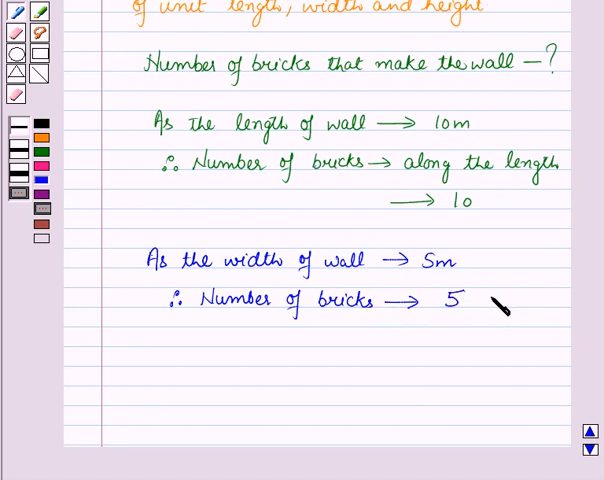 of unit length, width and height
Number of bricks that make the wall —?
As the length of wall → 10m
∴ Number of bricks → along the length
→ 10
As the width of wall → 5m
∴ Number of bricks → 5